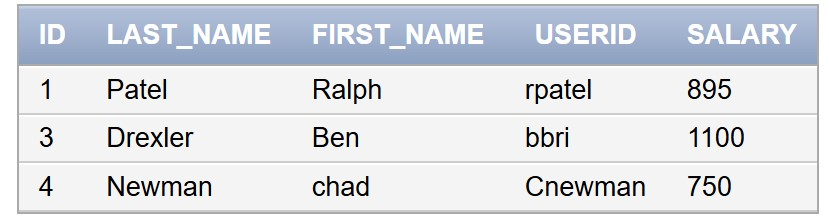 ID LAST_NAME FIRST_NAME USERID SALARY
1 Patel Ralph rpatel 895
3 Drexler Ben bbri 1100
4 Newman chad Cnewman 750